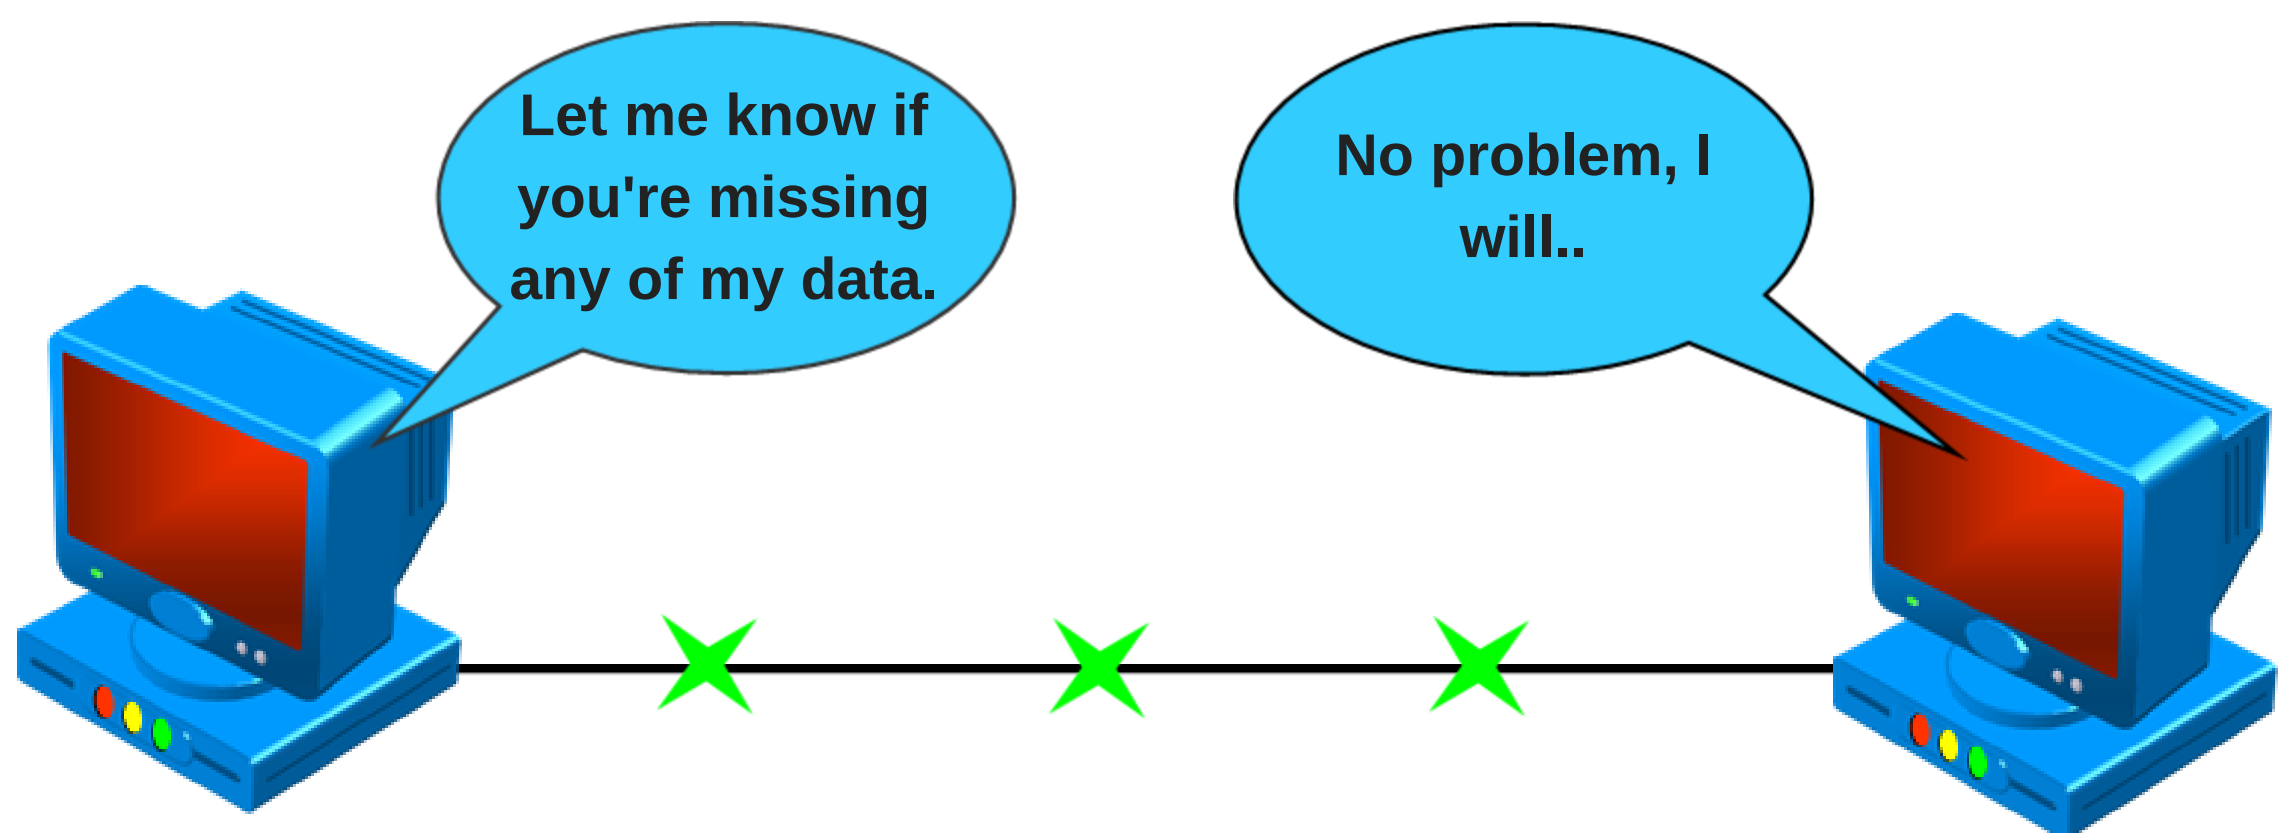 Let me know if
you're missing
any of my data.
No problem, I
will..